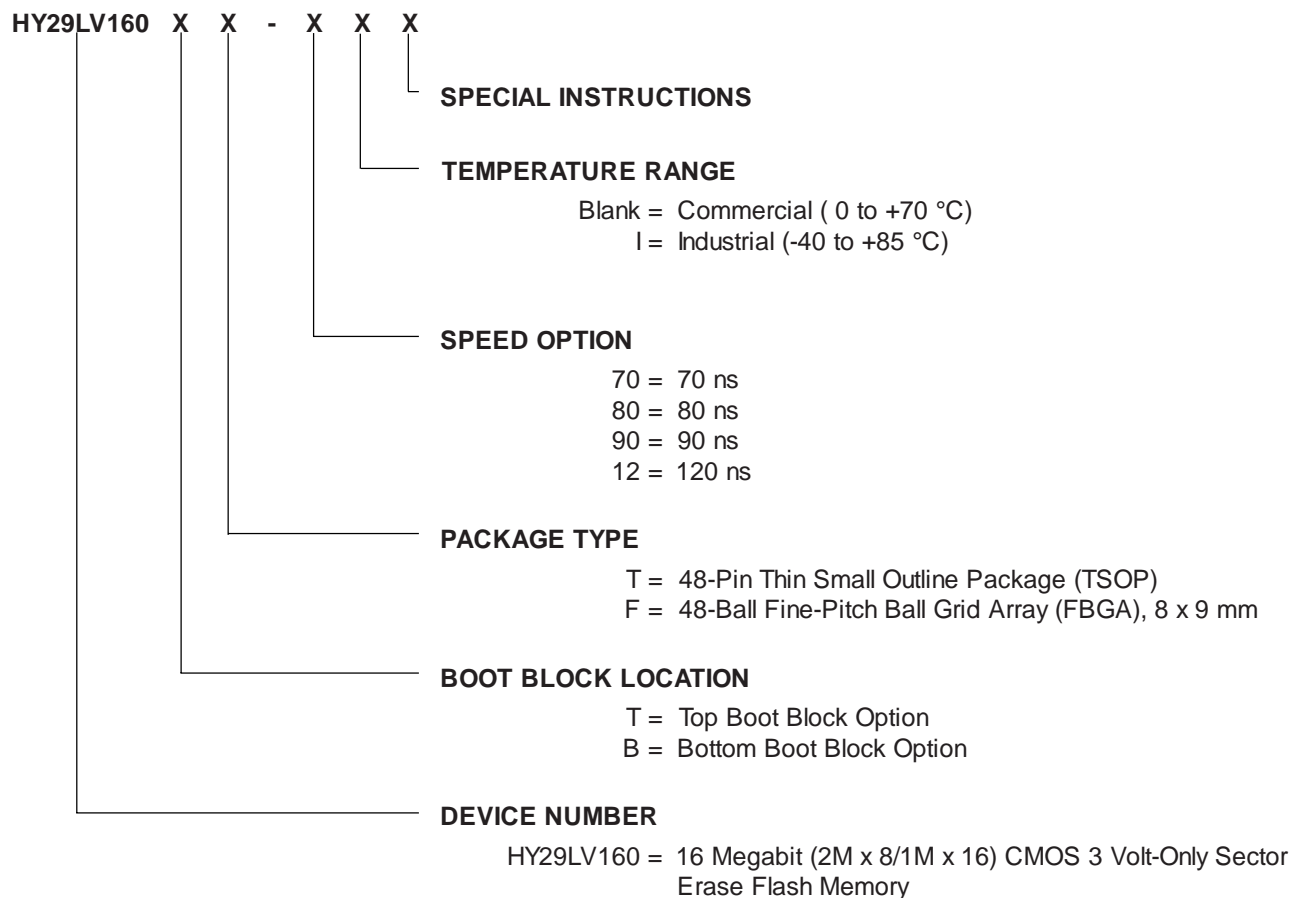 HY29LV160 X X - X X X
SPECIAL INSTRUCTIONS
TEMPERATURE RANGE
Blank = Commercial ( 0 to +70 °C)
I = Industrial (-40 to +85 °C)
SPEED OPTION
70 = 70 ns
80 = 80 ns
90 = 90 ns
12 = 120 ns
PACKAGE TYPE
T = 48-Pin Thin Small Outline Package (TSOP)
F = 48-Ball Fine-Pitch Ball Grid Array (FBGA), 8 x 9 mm
BOOT BLOCK LOCATION
T = Top Boot Block Option
B = Bottom Boot Block Option
DEVICE NUMBER
HY29LV160 = 16 Megabit (2M x 8/1M x 16) CMOS 3 Volt-Only Sector
Erase Flash Memory